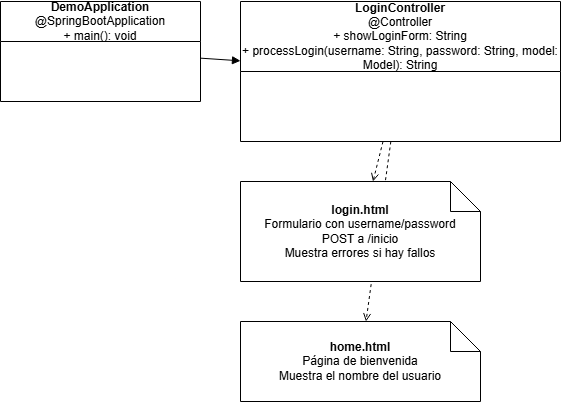 DemoApplication
@SpringBootApplication
+ main(): void
LoginController
@Controller
+ showLoginForm: String
+ processLogin(username: String, password: String, model:
Model): String
login.html
Formulario con username/password
POST a /inicio
Muestra errores si hay fallos
home.html
Página de bienvenida
Muestra el nombre del usuario